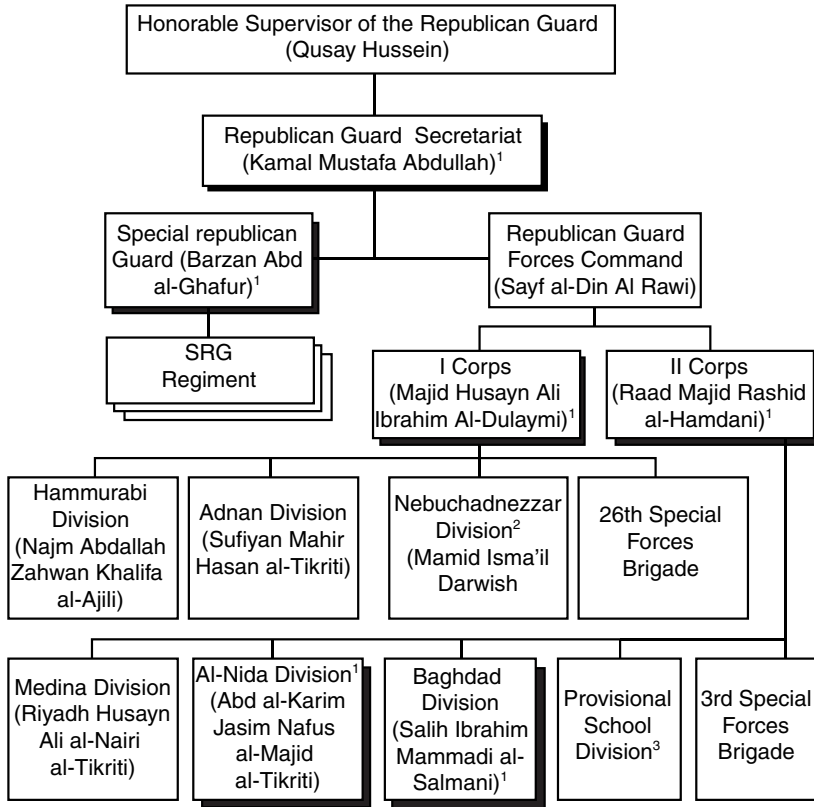 Honorable Supervisor of the Republican Guard
(Qusay Hussein)
Republican Guard Secretariat
(Kamal Mustafa Abdullah)¹
Special republican
Guard (Barzan Abd
al-Ghafur)¹
Republican Guard
Forces Command
(Sayf al-Din Al Rawi)
SRG
Regiment
I Corps
(Majid Husayn Ali
Ibrahim Al-Dulaymi)¹
II Corps
(Raad Majid Rashid
al-Hamdani)¹
Hammurabi
Division
(Najm Abdallah
Zahwan Khalifa
al-Ajili)
Adnan Division
(Sufiyan Mahir
Hasan al-Tikriti)
Nebuchadnezzar
Division²
(Mamid Isma’il
Darwish
26th Special
Forces
Brigade
Medina Division
(Riyadh Husayn
Ali al-Nairi
al-Tikriti)
Al-Nida Division¹
(Abd al-Karim
Jasim Nafus
al-Majid
al-Tikriti)
Baghdad
Division
(Salih Ibrahim
Mammadi al-
Salmani)¹
Provisional
School
Division³
3rd Special
Forces
Brigade